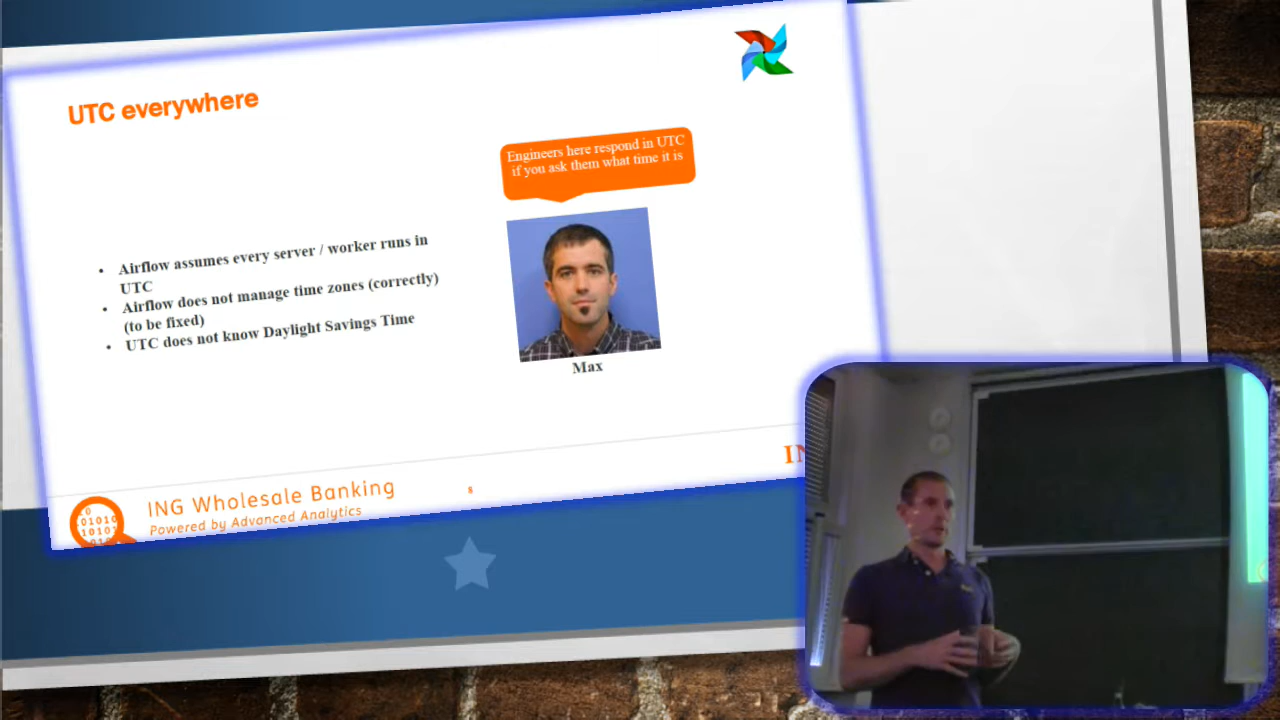 UTC everywhere
Engineers here respond in UTC
if you ask them what time it is
• Airflow assumes every server / worker runs in
UTC
• Airflow does not manage time zones (correctly)
(to be fixed)
• UTC does not know Daylight Savings Time
Max
ING Wholesale Banking
Powered by Advanced Analytics
8